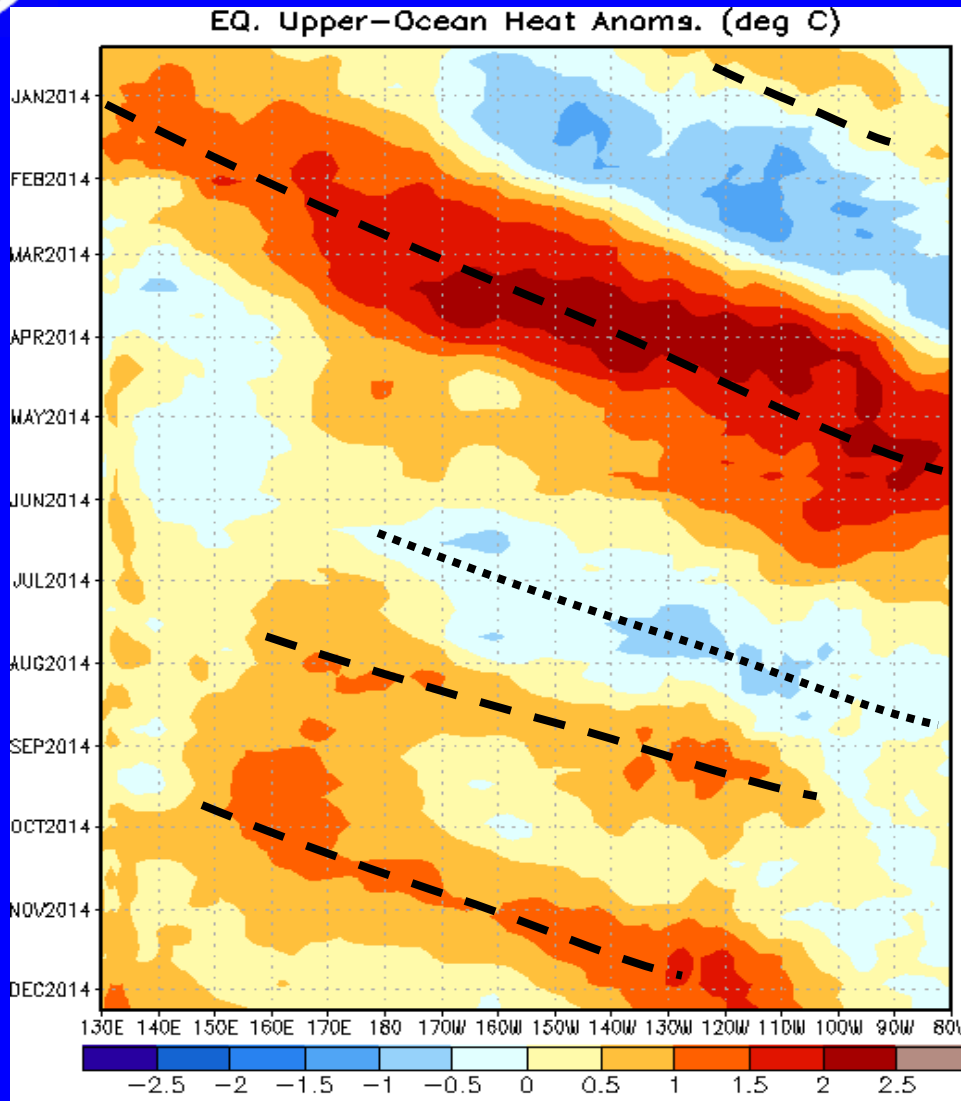 EQ. Upper-Ocean Heat Anoms. (deg C)
JAN2014
FEB2014
MAR2014
APR2014
MAY2014
JUN2014
JUL2014
AUG2014
SEP2014
OCT2014
NOV2014
DEC2014
130E 140E 150E 160E 170E 180 170W 160W 150W 140W 130W 120W 110W 100W 90W 80W
-2.5 -2 -1.5 -1 -0.5 0 0.5 1 1.5 2 2.5